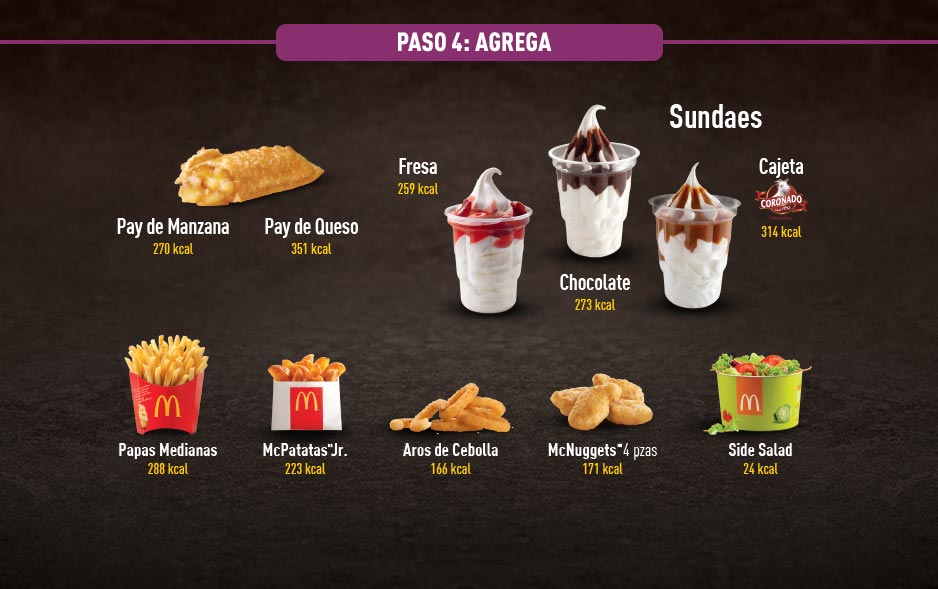 PASO 4: AGREGA
Sundaes
Pay de Manzana
270 kcal
Pay de Queso
351 kcal
Fresa
259 kcal
Chocolate
273 kcal
Cajeta
CORONADO
314 kcal
Papas Medianas
288 kcal
McPatatas Jr.
223 kcal
Aros de Cebolla
166 kcal
McNuggets 4 pzas
171 kcal
Side Salad
24 kcal